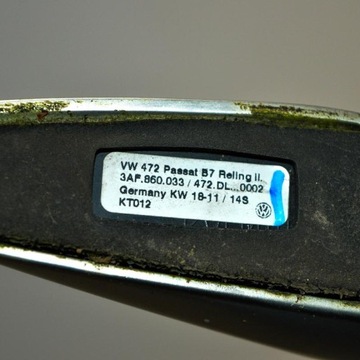 VW 472 Passat B7 Reling li.
3AF.860.033 / 472.DL...0002
Germany KW 18-11 / 14S
KT012